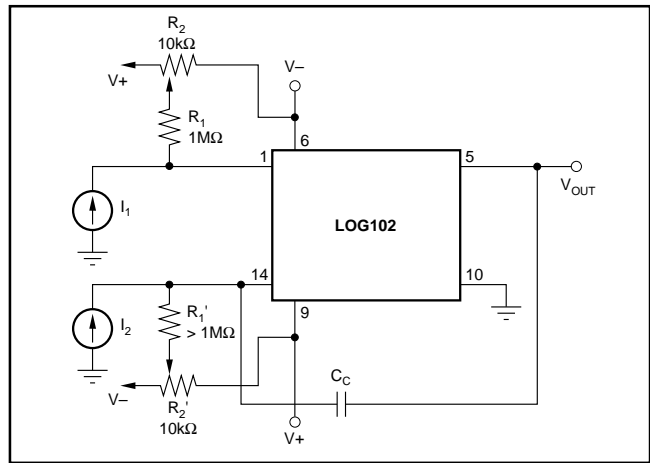 R2
10kΩ
V+
V–
R1
1MΩ
6
1
5
VOUT
I1
LOG102
14
10
I2
R1'
> 1MΩ
9
V–
R2'
10kΩ
CC
V+